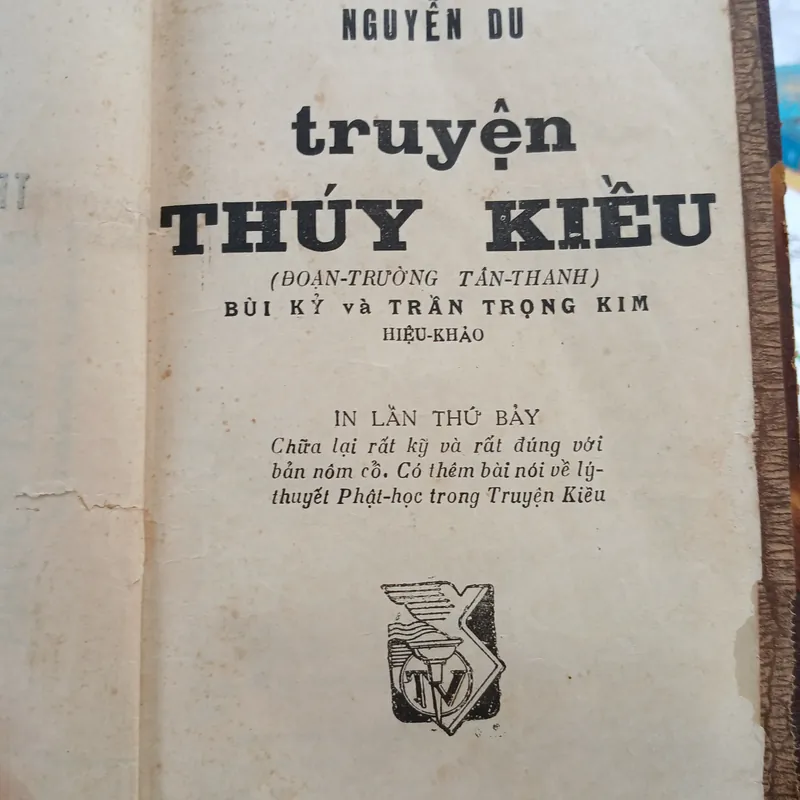 NGUYỄN DU
truyện
THÚY KIỀU
(ĐOẠN-TRƯỜNG TÂN-THANH)
BÙI KỶ và TRẦN TRỌNG KIM
HIỆU-KHẢO
IN LẦN THỨ BẢY
Chữa lại rất kỹ và rất đúng với
bản nôm cổ. Có thêm bài nói về lý-
thuyết Phật-học trong Truyện Kiều
TV